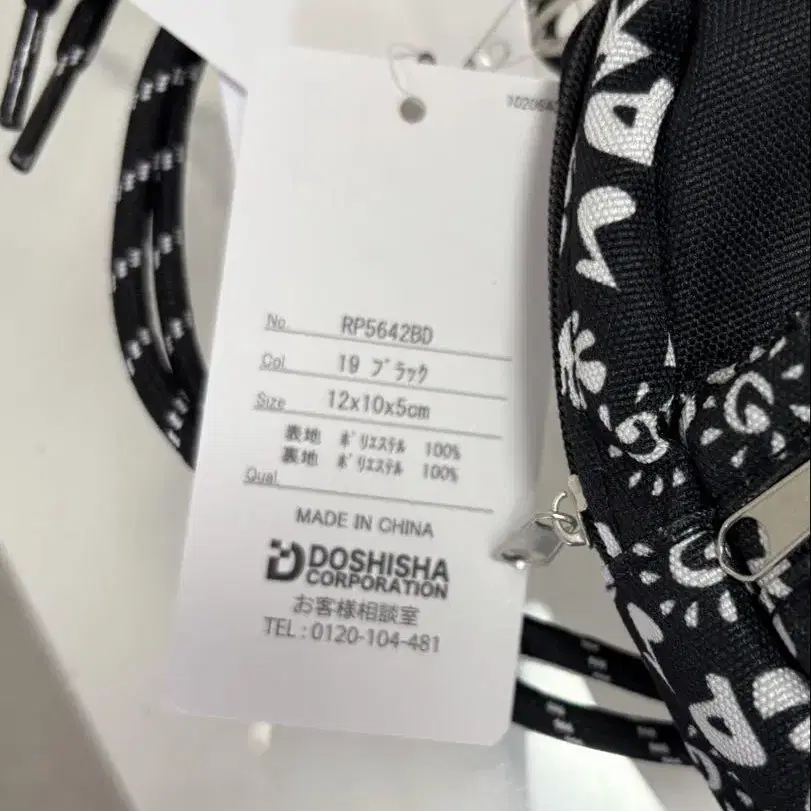 No. RP5642BD
Col. 19 ブラック
Size 12x10x5cm
表地 ポリエステル 100%
裏地 ポリエステル 100%
Qual.
MADE IN CHINA
DOSHISHA
CORPORATION
お客様相談室
TEL : 0120-104-481